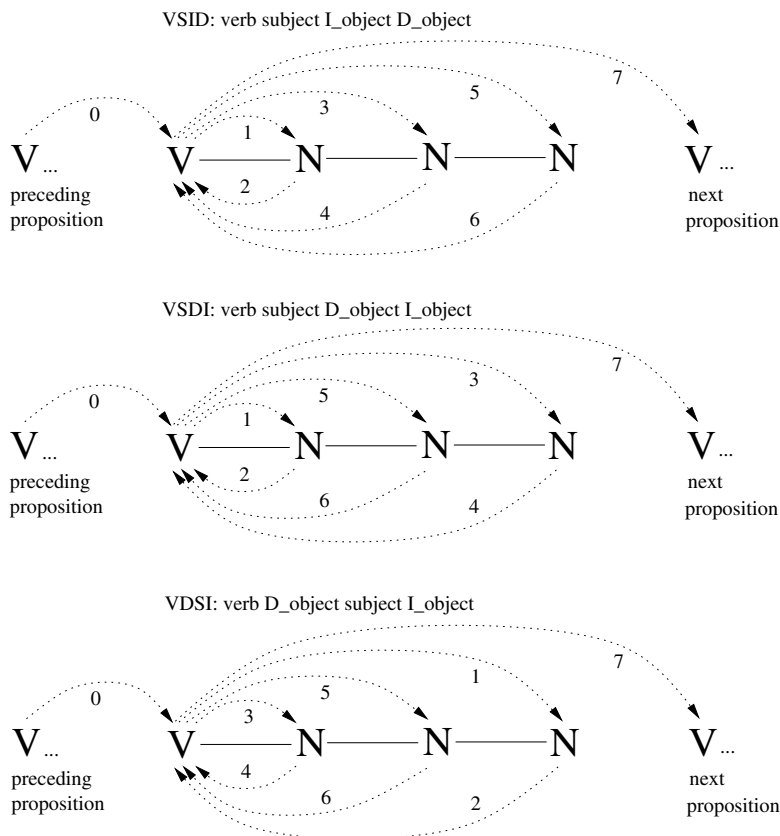 VSID: verb subject I_object D_object
7
0
5
3
1
V... V N N N V...
2
preceding
proposition
next
proposition
4
6
VSDI: verb subject D_object I_object
7
0
3
5
1
V... V N N N V...
2
preceding
proposition
next
proposition
6
4
VDSI: verb D_object subject I_object
7
0
1
5
3
V... V N N N V...
4
preceding
proposition
next
proposition
6
2